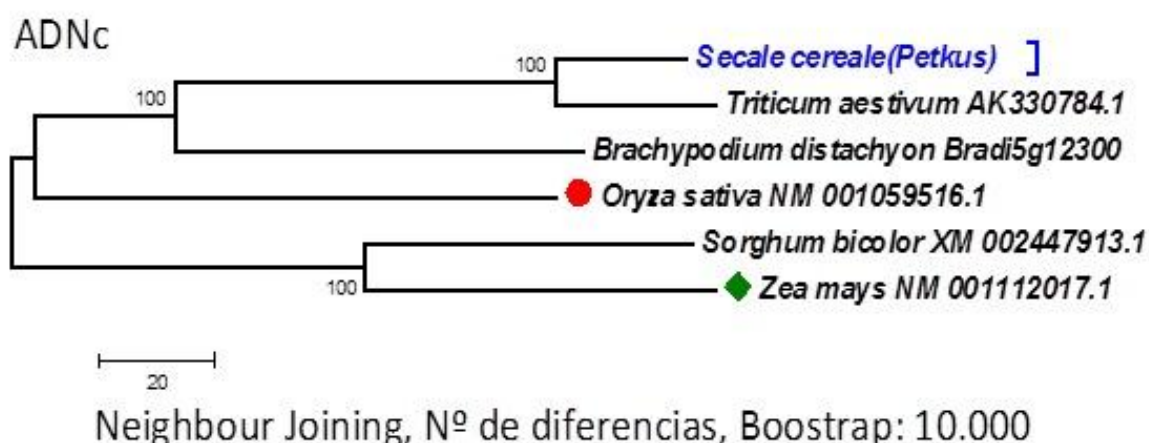 ADNc
100 Secale cereale(Petkus)
100 Triticum aestivum AK330784.1
Brachypodium distachyon Bradi5g12300
Oryza sativa NM 001059516.1
Sorghum bicolor XM 002447913.1
100 Zea mays NM 001112017.1
20
Neighbour Joining, Nº de diferencias, Boostrap: 10.000